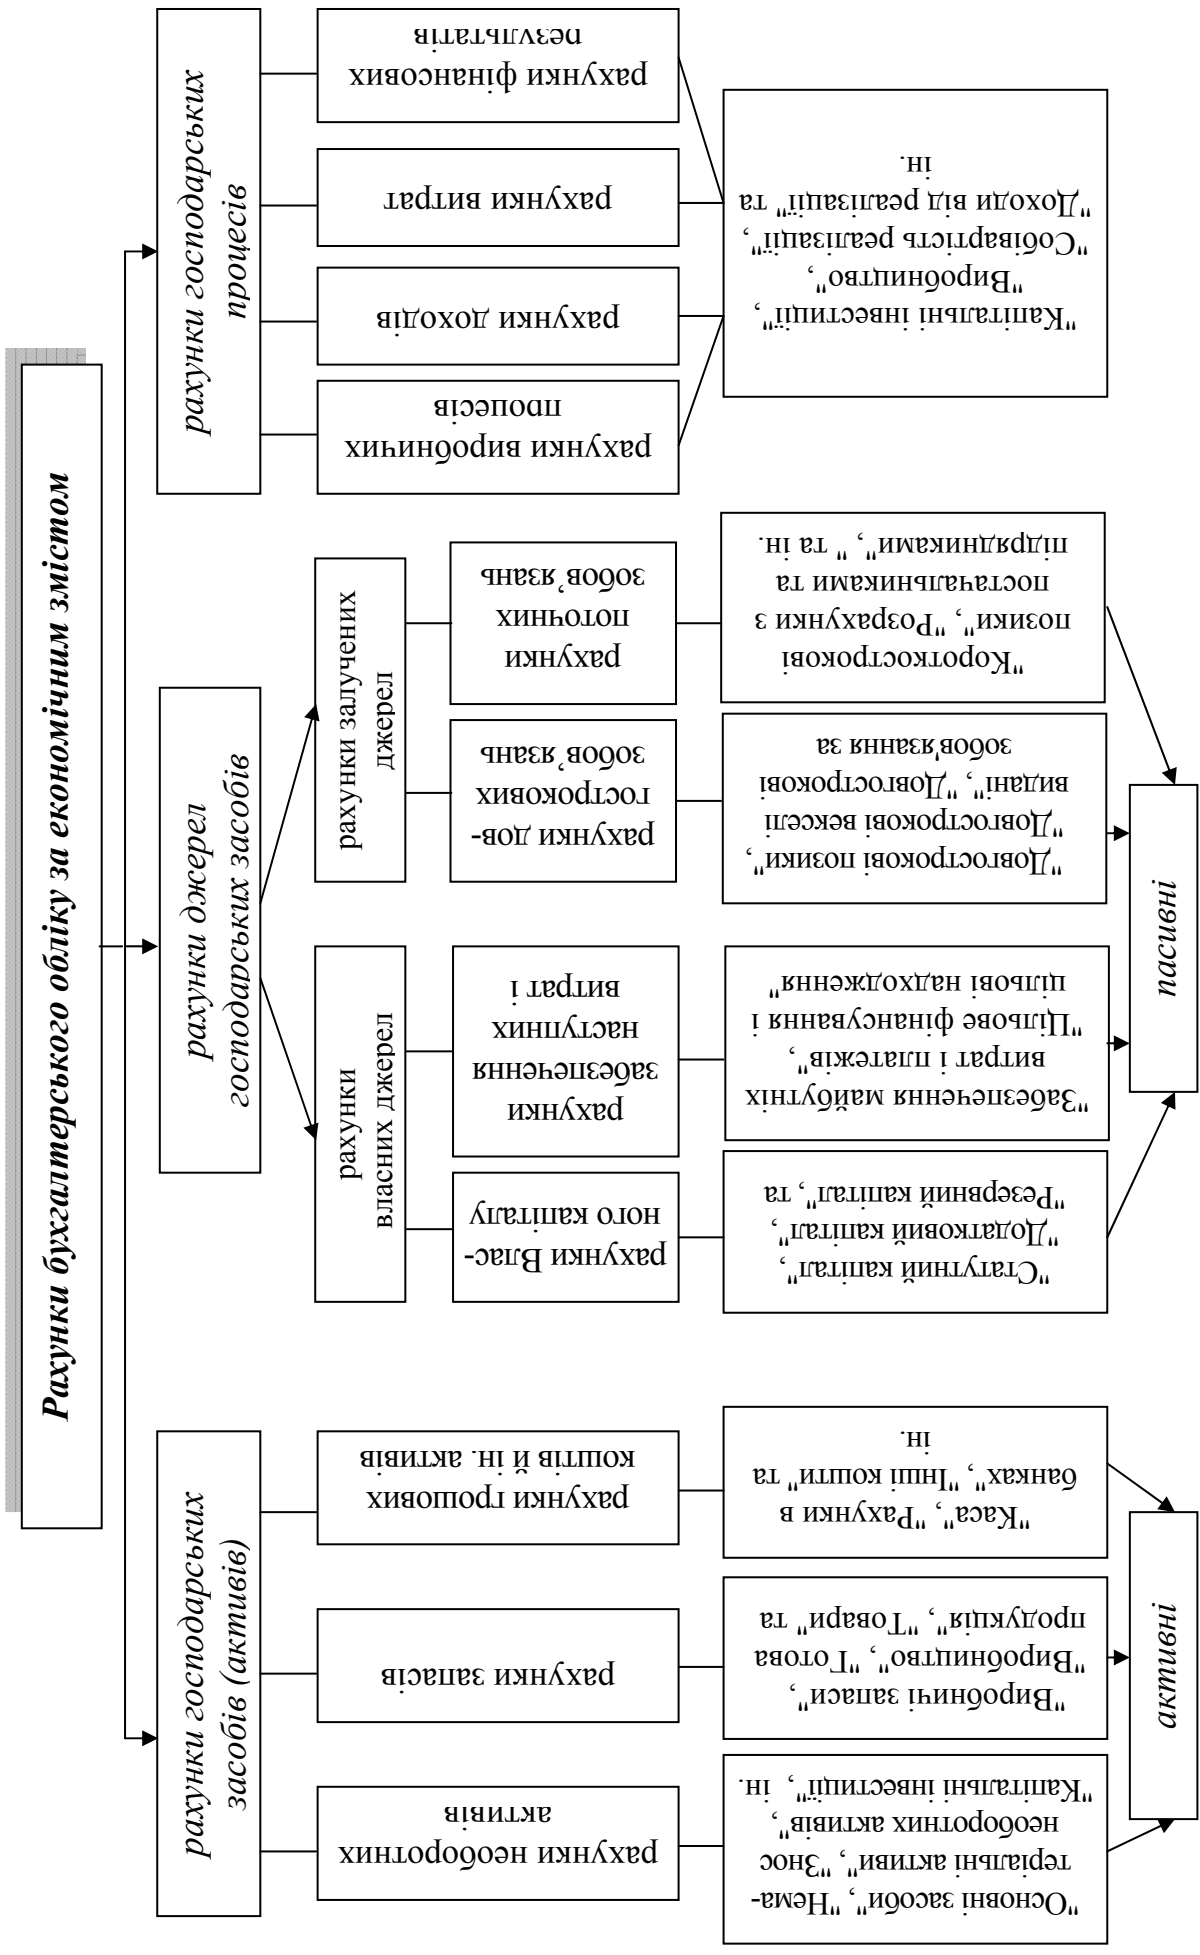 Рахунки бухгалтерського обліку за економічним змістом
рахунки господарських
засобів (активів)
рахунки необоротних
активів
"Основні засоби", "Нема-
теріальні активи", "Знос
необоротних активів",
"Капітальні інвестиції", ін.
рахунки запасів
"Виробничі запаси",
"Виробництво", "Готова
продукція", "Товари" та
рахунки грошових
коштів й ін. активів
"Каса", "Рахунки в
банках", "Інші кошти" та
ін.
активні
рахунки джерел
господарських засобів
рахунки
власних джерел
рахунки Влас-
ного капіталу
"Статутний капітал",
"Додатковий капітал",
"Резервний капітал", та
рахунки
забезпечення
наступних
витрат і
"Забезпечення майбутніх
витрат і платежів",
"Цільове фінансування і
цільові надходження"
рахунки залучених
джерел
рахунки дов-
гострокових
зобов’язань
"Довгострокові позики",
"Довгострокові векселі
видані", "Довгострокові
зобов'язання за
рахунки
поточних
зобов’язань
"Короткострокові
позики", "Розрахунки з
постачальниками та
підрядниками", " та ін.
пасивні
рахунки господарських
процесів
рахунки виробничих
процесів
рахунки доходів
рахунки витрат
рахунки фінансових
результатів
"Капітальні інвестиції",
"Виробництво",
"Собівартість реалізації",
"Доходи від реалізації" та
ін.